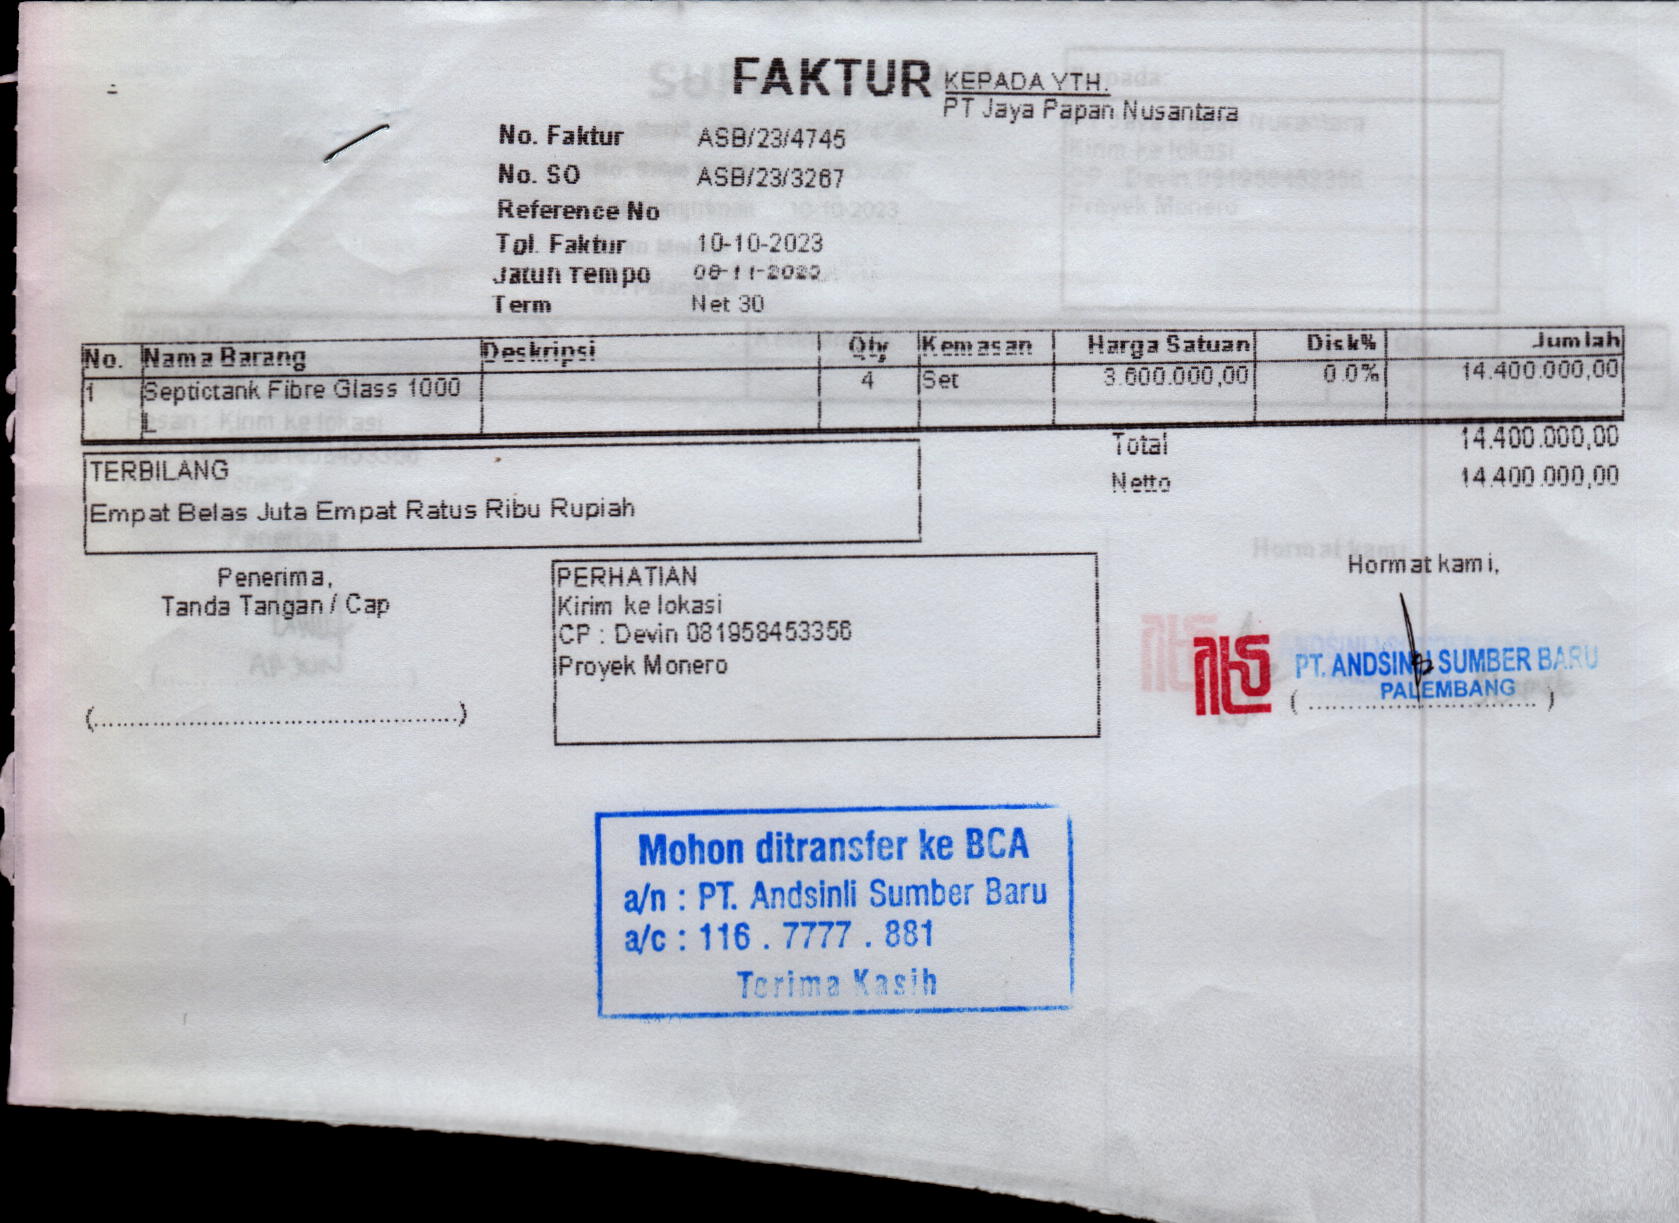 FAKTUR
KEPADA YTH.
PT Jaya Papan Nusantara
No. Faktur ASB/23/4745
No. SO ASB/23/3267
Reference No
Tgl. Faktur 10-10-2023
Jatuh Tempo
Term Net 30
No. Nama Barang Deskripsi Qty Kemasan Harga Satuan Disk% Jumlah
1 Septictank Fibre Glass 1000 4 Set 3.600.000,00 0.0% 14.400.000,00
L
Total 14.400.000,00
Netto 14.400.000,00
TERBILANG
Empat Belas Juta Empat Ratus Ribu Rupiah
Penerima,
Tanda Tangan / Cap
(............................................)
PERHATIAN
Kirim ke lokasi
CP : Devin 081958453356
Proyek Monero
Hormat kami,
PT. ANDSINLI SUMBER BARU
PALEMBANG
( ............................ )
Mohon ditransfer ke BCA
a/n : PT. Andsinli Sumber Baru
a/c : 116 . 7777 . 881
Terima Kasih